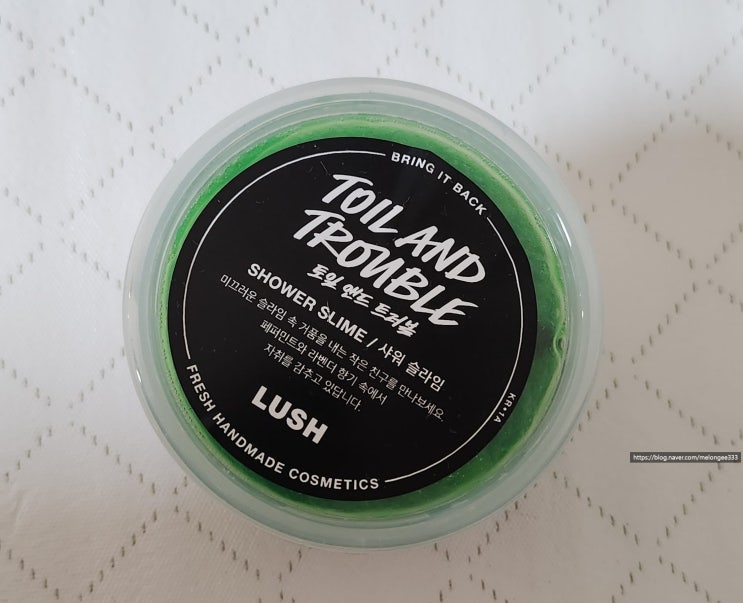 BRING IT BACK
TOIL AND
TROUBLE
토일 앤드 트러블
SHOWER SLIME / 샤워 슬라임
미끄러운 슬라임 속 거품을 내는 작은 친구를 만나보세요.
페퍼민트와 라벤더 향기 속에서
자취를 감추고 있답니다.
LUSH
KR•1A
FRESH HANDMADE COSMETICS
https://blog.naver.com/melongee333